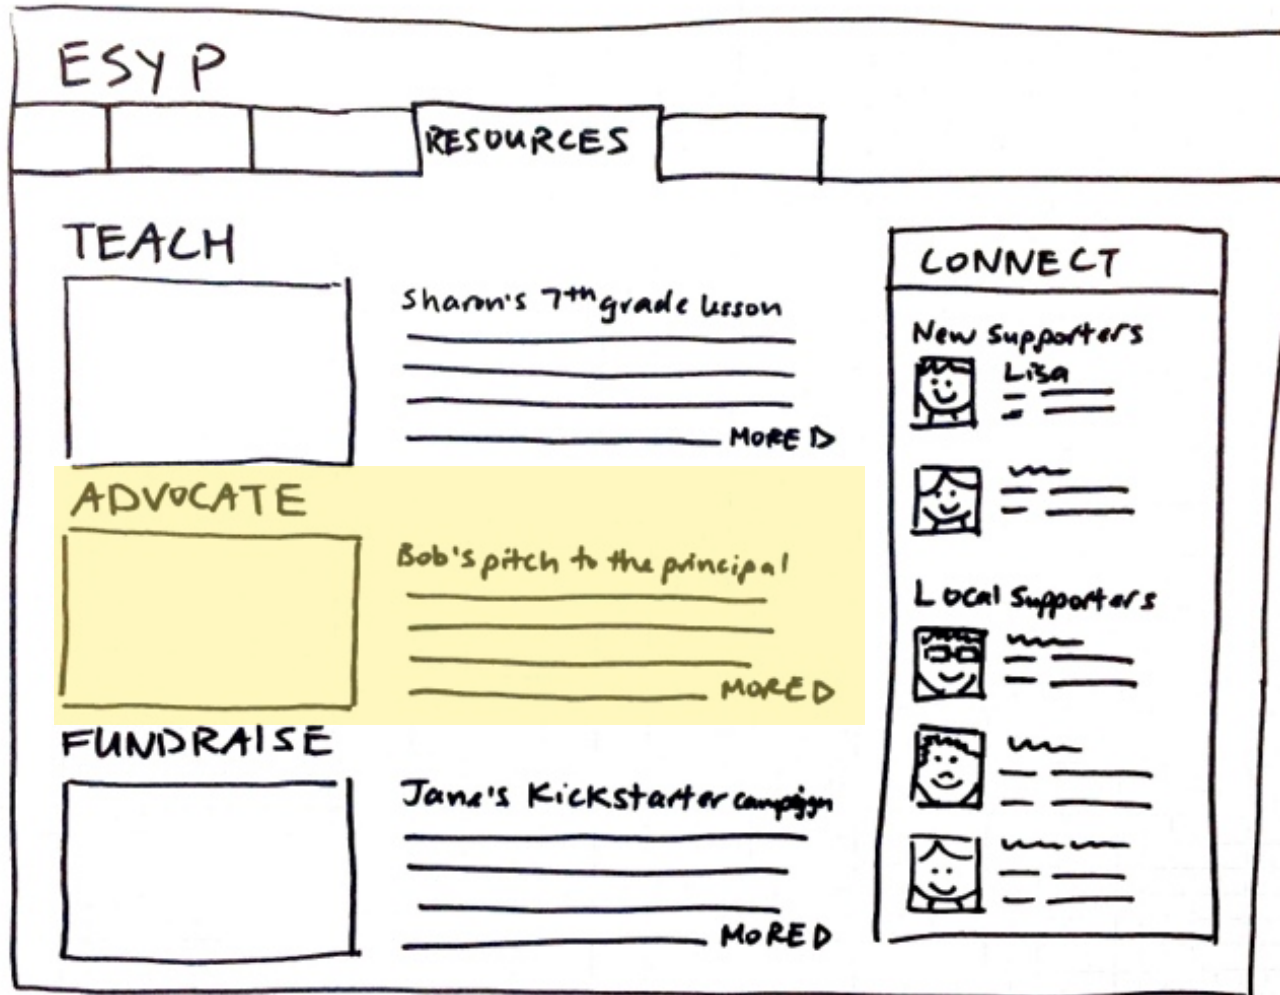 ESYP
RESOURCES
TEACH
Sharon's 7th grade lesson
MORE
ADVOCATE
Bob's pitch to the principal
MORE
FUNDRAISE
Jane's Kickstarter campaign
MORE
CONNECT
New Supporters
Lisa
Local Supporters